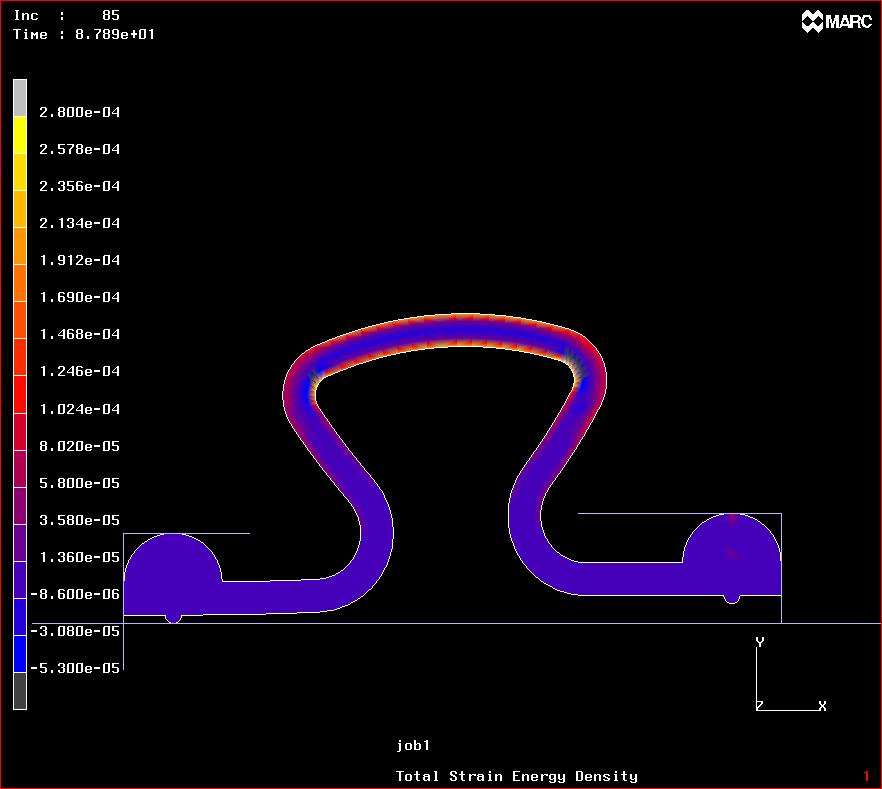 Inc : 85
Time : 8.789e+01
MARC
2.800e-04
2.578e-04
2.356e-04
2.134e-04
1.912e-04
1.690e-04
1.468e-04
1.246e-04
1.024e-04
8.020e-05
5.800e-05
3.580e-05
1.360e-05
-8.600e-06
-3.080e-05
-5.300e-05
Y
Z X
job1
Total Strain Energy Density
1